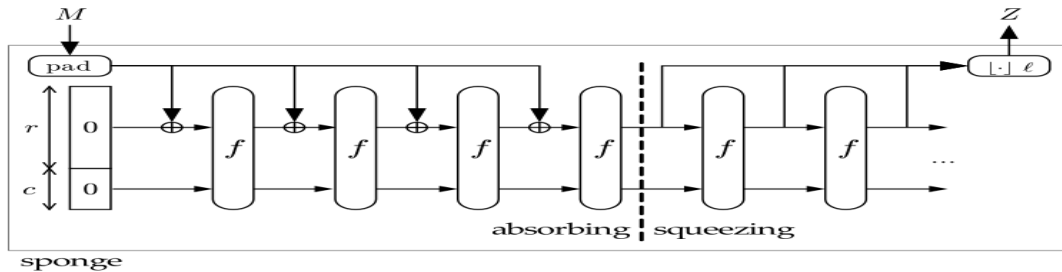 M Z
pad ⌊·⌋ ℓ
r 0 f f f f f f
c 0 ...
absorbing squeezing
sponge